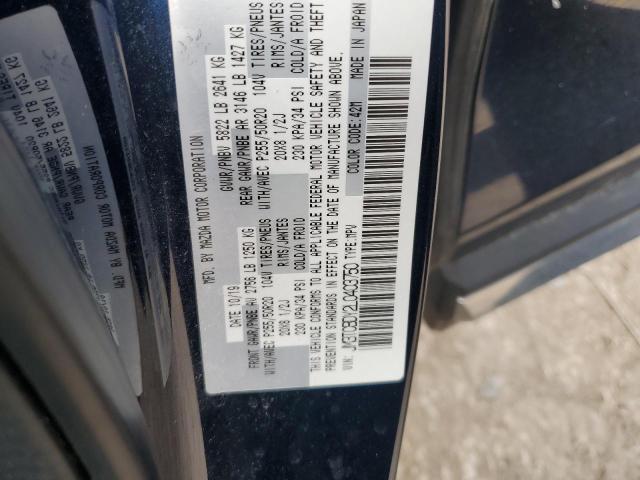 MFD. BY MAZDA MOTOR CORPORATION
DATE 10/19 GVWR/PNBV 5822 LB 2641 KG
FRONT GAWR/PNBE AV 2756 LB 1250 KG REAR GAWR/PNBE AR 3146 LB 1427 KG
WITH/AVEC P255/50R20 104V TIRES/PNEUS WITH/AVEC P255/50R20 104V TIRES/PNEUS
20X8 1/2J RIMS/JANTES 20X8 1/2J RIMS/JANTES
230 KPA/34 PSI COLD/A FROID 230 KPA/34 PSI COLD/A FROID
THIS VEHICLE CONFORMS TO ALL APPLICABLE FEDERAL MOTOR VEHICLE SAFETY AND THEFT
PREVENTION STANDARDS IN EFFECT ON THE DATE OF MANUFACTURE SHOWN ABOVE.
COLOR CODE:42M MADE IN JAPAN
VIN: TYPE:MPV